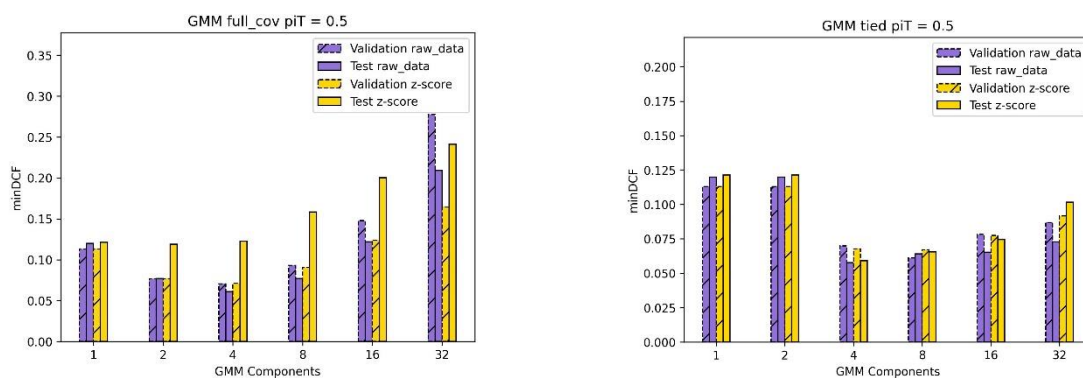 GMM full_cov piT = 0.5
Validation raw_data
Test raw_data
Validation z-score
Test z-score
minDCF
0.35
0.30
0.25
0.20
0.15
0.10
0.05
0.00
1 2 4 8 16 32
GMM Components
GMM tied piT = 0.5
Validation raw_data
Test raw_data
Validation z-score
Test z-score
minDCF
0.200
0.175
0.150
0.125
0.100
0.075
0.050
0.025
0.000
1 2 4 8 16 32
GMM Components